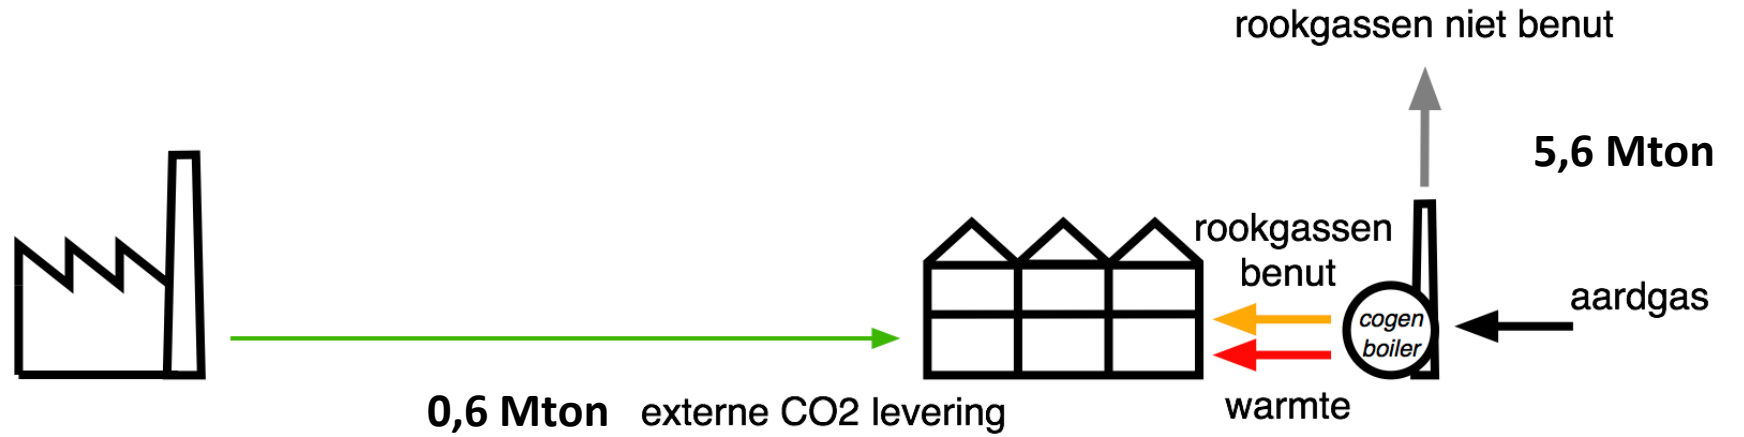 rookgassen niet benut
5,6 Mton
rookgassen
benut
aardgas
cogen
boiler
warmte
0,6 Mton externe CO2 levering